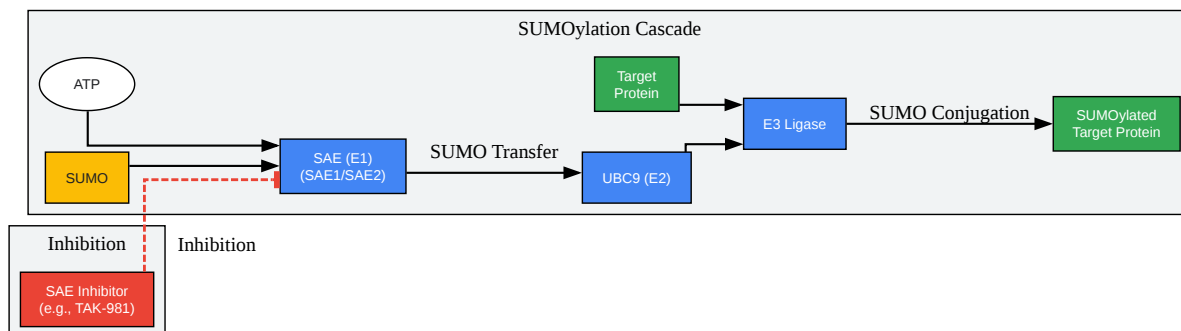 SUMOylation Cascade
ATP
Target
Protein
E3 Ligase
SUMO Conjugation
SUMOylated
Target Protein
SUMO
SAE (E1)
(SAE1/SAE2)
SUMO Transfer
UBC9 (E2)
Inhibition
Inhibition
SAE Inhibitor
(e.g., TAK-981)